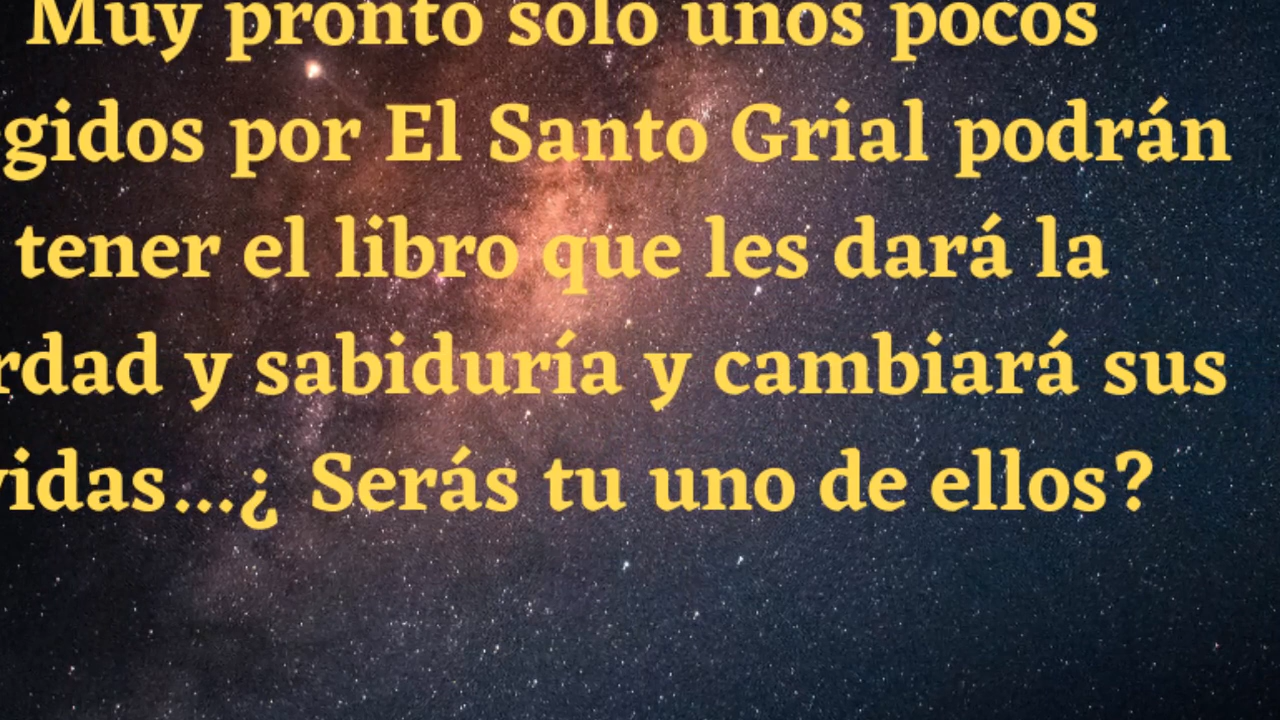 Muy pronto solo unos pocos
gidos por El Santo Grial podrán
tener el libro que les dará la
rdad y sabiduría y cambiará sus
vidas...¿ Serás tu uno de ellos?